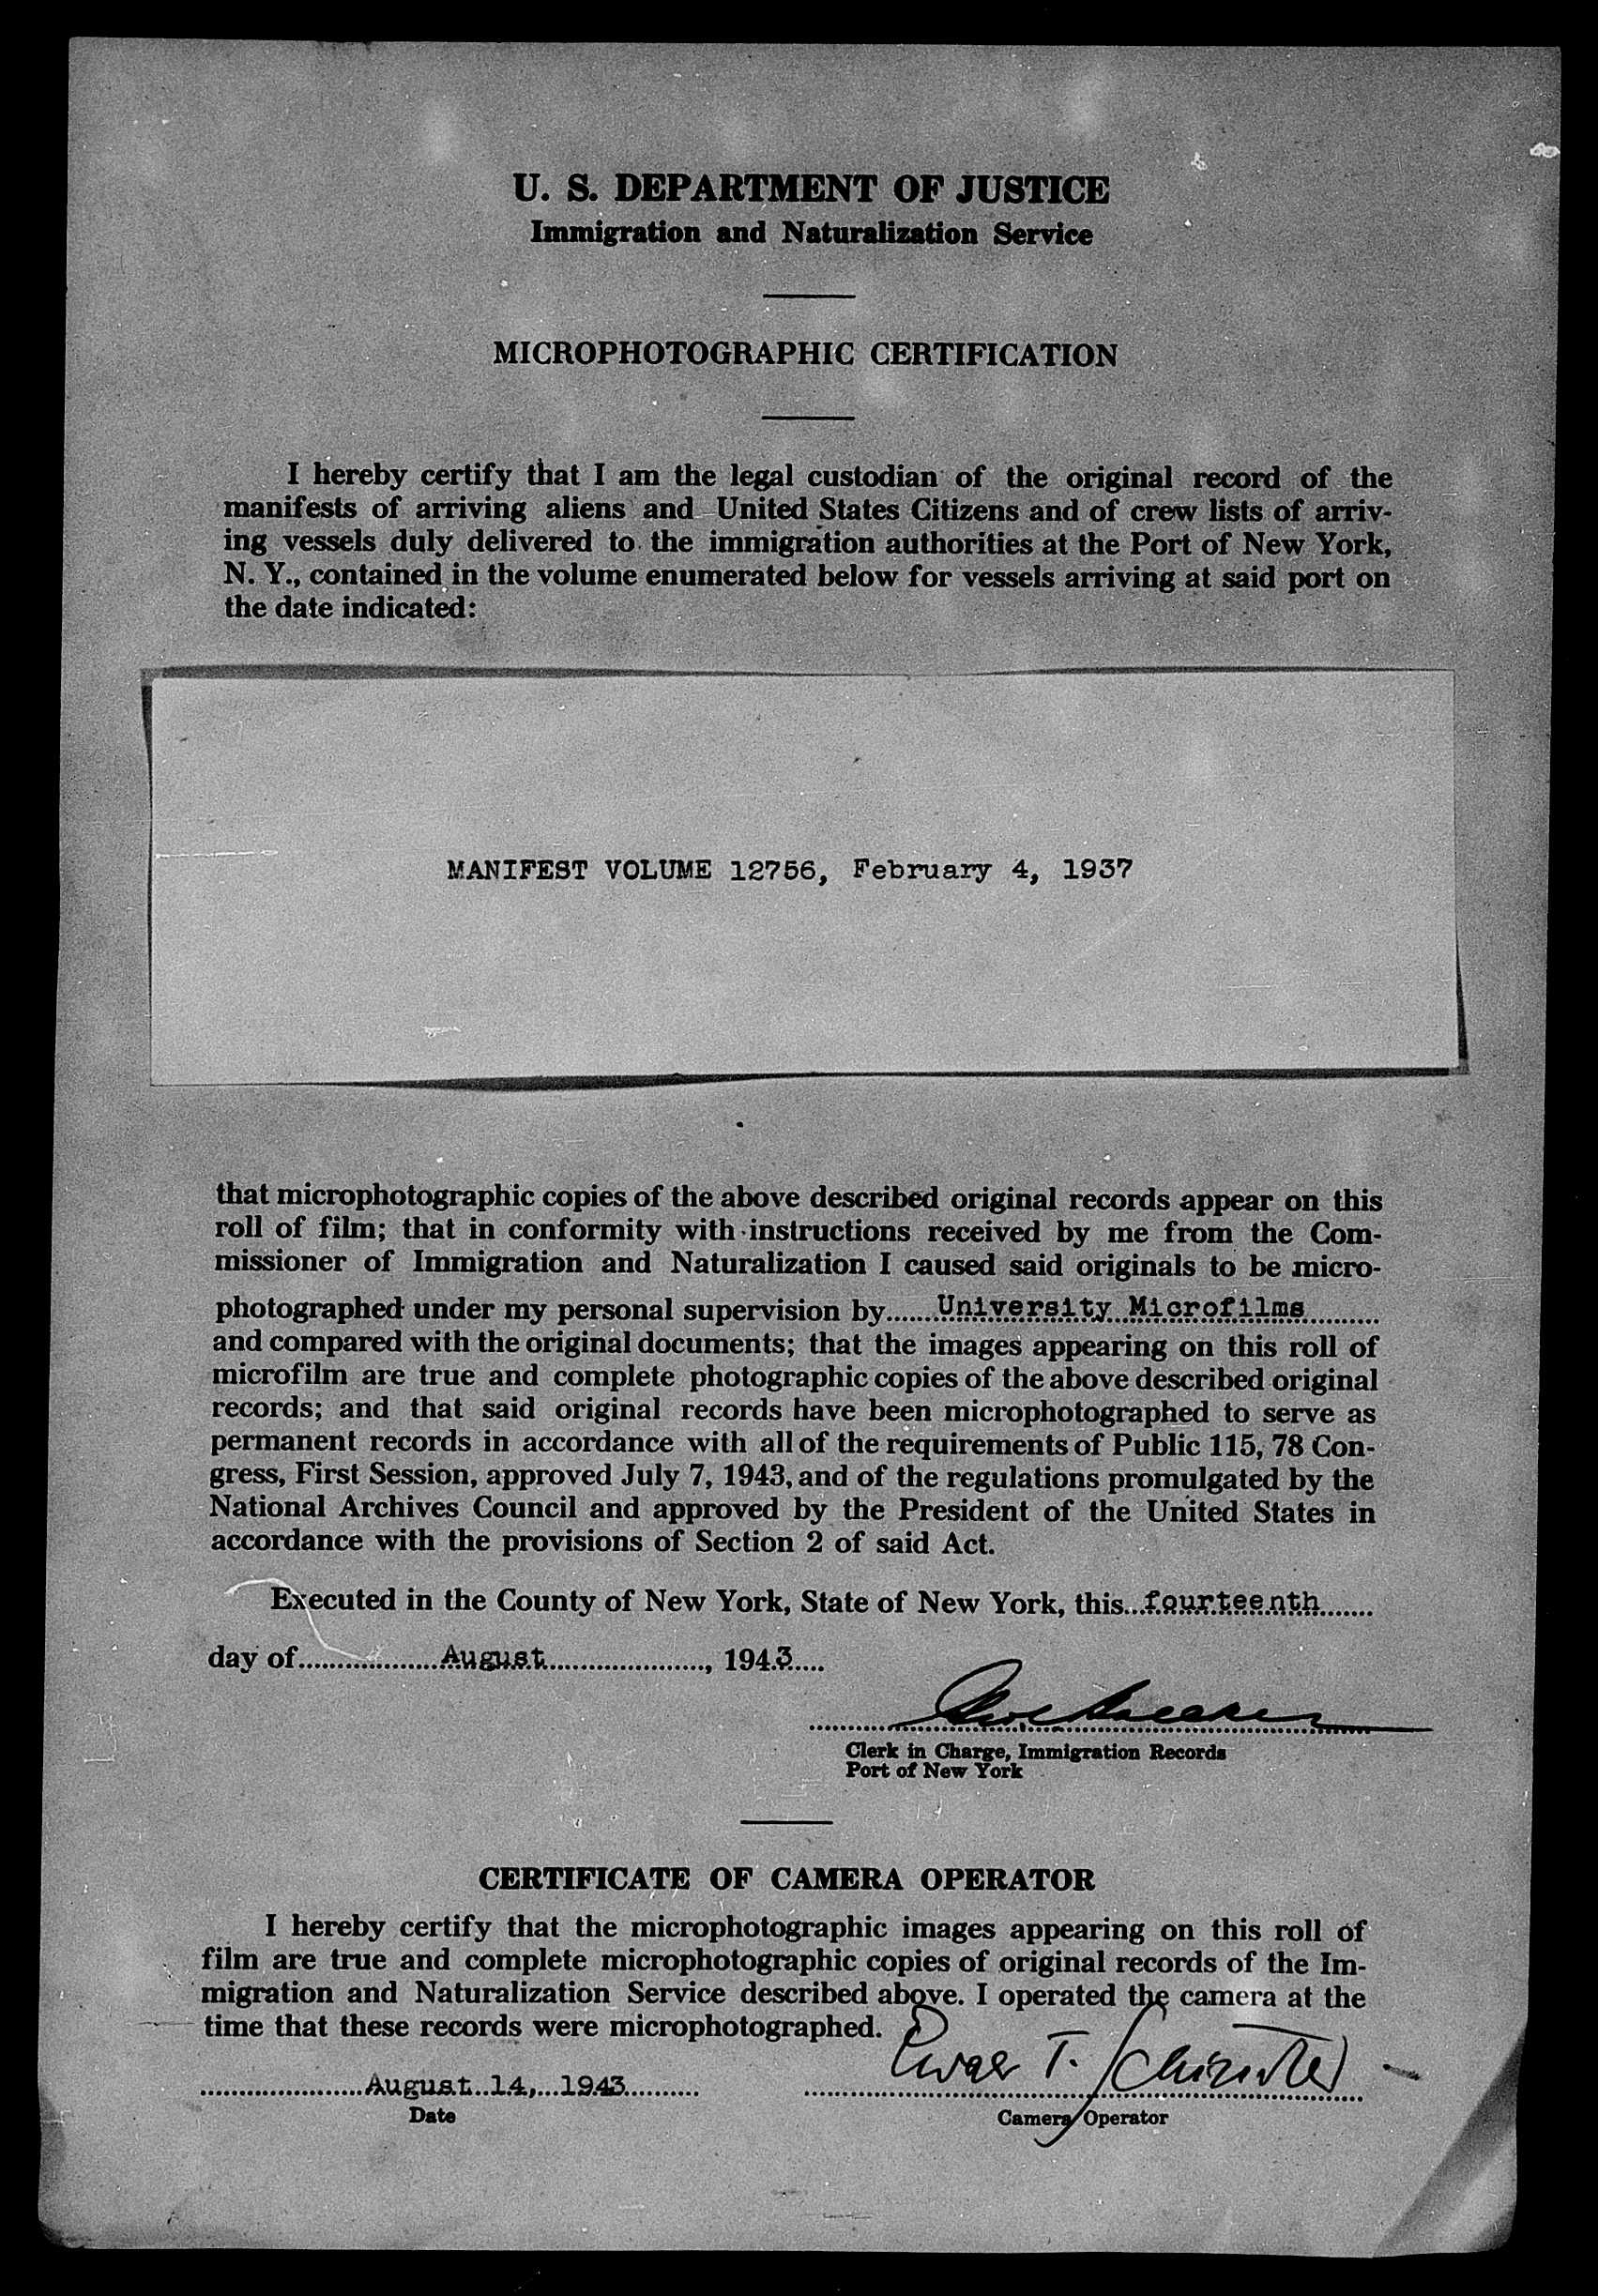 U. S. DEPARTMENT OF JUSTICE
Immigration and Naturalization Service
MICROPHOTOGRAPHIC CERTIFICATION
I hereby certify that I am the legal custodian of the original record of the
manifests of arriving aliens and United States Citizens and of crew lists of arriv-
ing vessels duly delivered to the immigration authorities at the Port of New York,
N. Y., contained in the volume enumerated below for vessels arriving at said port on
the date indicated:
MANIFEST VOLUME 12756, February 4, 1937
that microphotographic copies of the above described original records appear on this
roll of film; that in conformity with instructions received by me from the Com-
missioner of Immigration and Naturalization I caused said originals to be micro-
photographed under my personal supervision by......University Microfilms..........
and compared with the original documents; that the images appearing on this roll of
microfilm are true and complete photographic copies of the above described original
records; and that said original records have been microphotographed to serve as
permanent records in accordance with all of the requirements of Public 115, 78 Con-
gress, First Session, approved July 7, 1943, and of the regulations promulgated by the
National Archives Council and approved by the President of the United States in
accordance with the provisions of Section 2 of said Act.
Executed in the County of New York, State of New York, this...fourteenth.......
day of....................August......................, 1943.....
Clerk in Charge, Immigration Records
Port of New York
CERTIFICATE OF CAMERA OPERATOR
I hereby certify that the microphotographic images appearing on this roll of
film are true and complete microphotographic copies of original records of the Im-
migration and Naturalization Service described above. I operated the camera at the
time that these records were microphotographed.
.....................August 14, 1943..........
T.
Date
Camera Operator